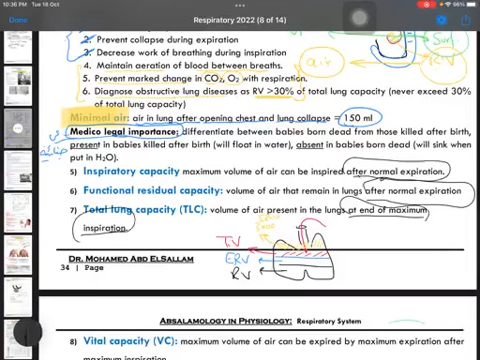 10:36 PM Tue 18 Oct
Done
Respiratory 2022 (8 of 14)
2. Prevent collapse during expiration
3. Decrease work of breathing during inspiration
4. Maintain aeration of blood between breaths.
5. Prevent marked change in CO2, O2 with respiration.
6. Diagnose obstructive lung diseases as RV >30% of total lung capacity (never exceed 30%
of total lung capacity)
air
RV
Minimal air: air in lung after opening chest and lung collapse = 150 ml
Medico legal importance: differentiate between babies born dead from those killed after birth,
present in babies killed after birth (will float in water), absent in babies born dead (will sink when
put in H2O).
5) Inspiratory capacity maximum volume of air can be inspired after normal expiration.
6) Functional residual capacity: volume of air that remain in lungs after normal expiration
7) Total lung capacity (TLC): volume of air present in the lungs at end of maximum
inspiration.
T.V
ERV
RV
DR. MOHAMED ABD ELSALLAM
34 | Page
ABSALAMOLOGY IN PHYSIOLOGY: Respiratory System
8) Vital capacity (VC): maximum volume of air can be expired by maximum expiration after
maximum inspiration.